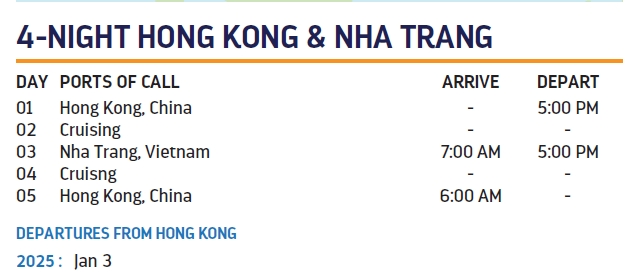 4-NIGHT HONG KONG & NHA TRANG
DAY PORTS OF CALL ARRIVE DEPART
01 Hong Kong, China - 5:00 PM
02 Cruising - -
03 Nha Trang, Vietnam 7:00 AM 5:00 PM
04 Cruisng - -
05 Hong Kong, China 6:00 AM -
DEPARTURES FROM HONG KONG
2025 : Jan 3